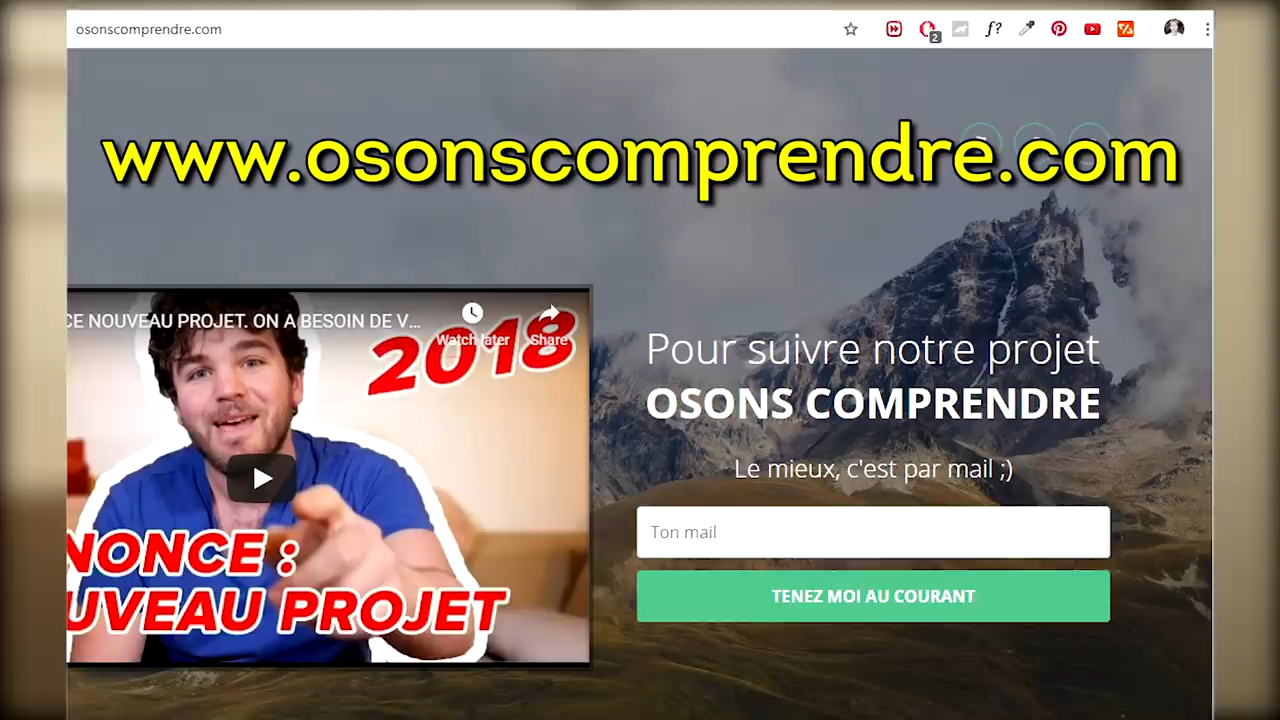 osonscomprendre.com
2
f?
www.osonscomprendre.com
CE NOUVEAU PROJET. ON A BESOIN DE V...
Watch later
Share
2018
NONCE :
UVEAU PROJET
Pour suivre notre projet
OSONS COMPRENDRE
Le mieux, c'est par mail ;)
Ton mail
TENEZ MOI AU COURANT